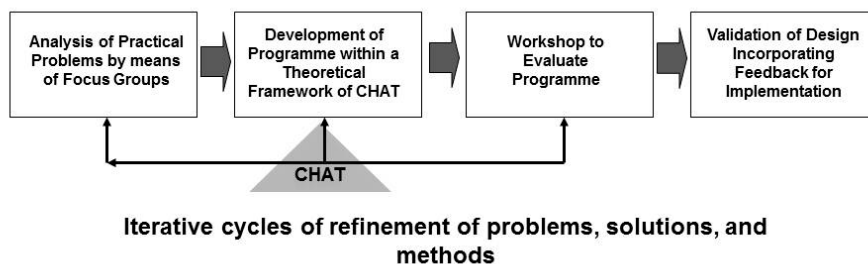 Analysis of Practical
Problems by means
of Focus Groups
Development of
Programme within a
Theoretical
Framework of CHAT
Workshop to
Evaluate
Programme
Validation of Design
Incorporating
Feedback for
Implementation
CHAT
Iterative cycles of refinement of problems, solutions, and
methods